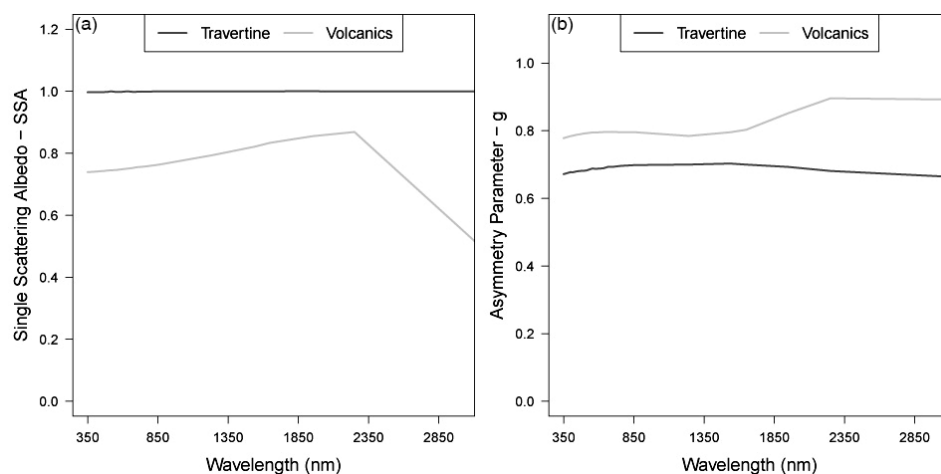 (a)
Travertine Volcanics
1.2
1.0
0.8
0.6
0.4
0.2
0.0
Single Scattering Albedo − SSA
350 850 1350 1850 2350 2850
Wavelength (nm)
(b)
Travertine Volcanics
1.0
0.8
0.6
0.4
0.2
0.0
Asymmetry Parameter − g
350 850 1350 1850 2350 2850
Wavelength (nm)